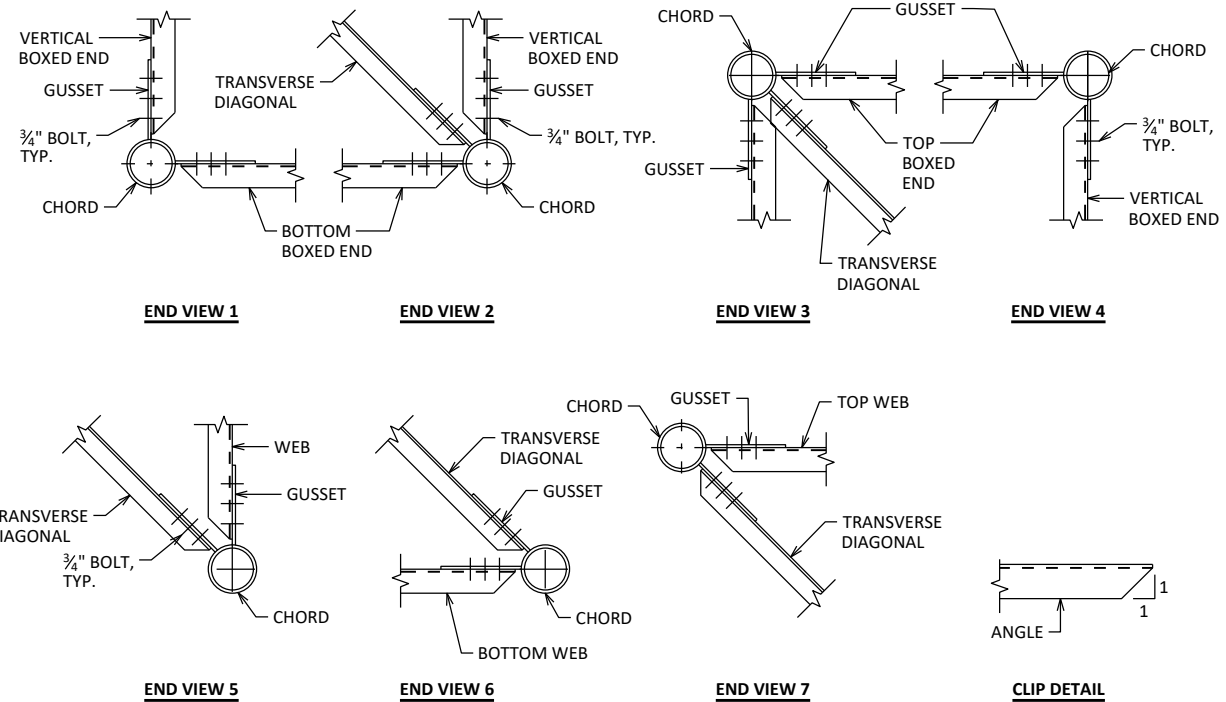 VERTICAL
BOXED END
GUSSET
¾" BOLT,
TYP.
CHORD
BOTTOM
BOXED END
END VIEW 1
TRANSVERSE
DIAGONAL
VERTICAL
BOXED END
GUSSET
¾" BOLT, TYP.
CHORD
END VIEW 2
CHORD
GUSSET
GUSSET
TOP
BOXED
END
TRANSVERSE
DIAGONAL
END VIEW 3
CHORD
¾" BOLT,
TYP.
VERTICAL
BOXED END
END VIEW 4
WEB
GUSSET
TRANSVERSE
DIAGONAL
¾" BOLT,
TYP.
CHORD
END VIEW 5
TRANSVERSE
DIAGONAL
GUSSET
CHORD
BOTTOM WEB
END VIEW 6
CHORD
GUSSET
TOP WEB
TRANSVERSE
DIAGONAL
END VIEW 7
1
1
ANGLE
CLIP DETAIL